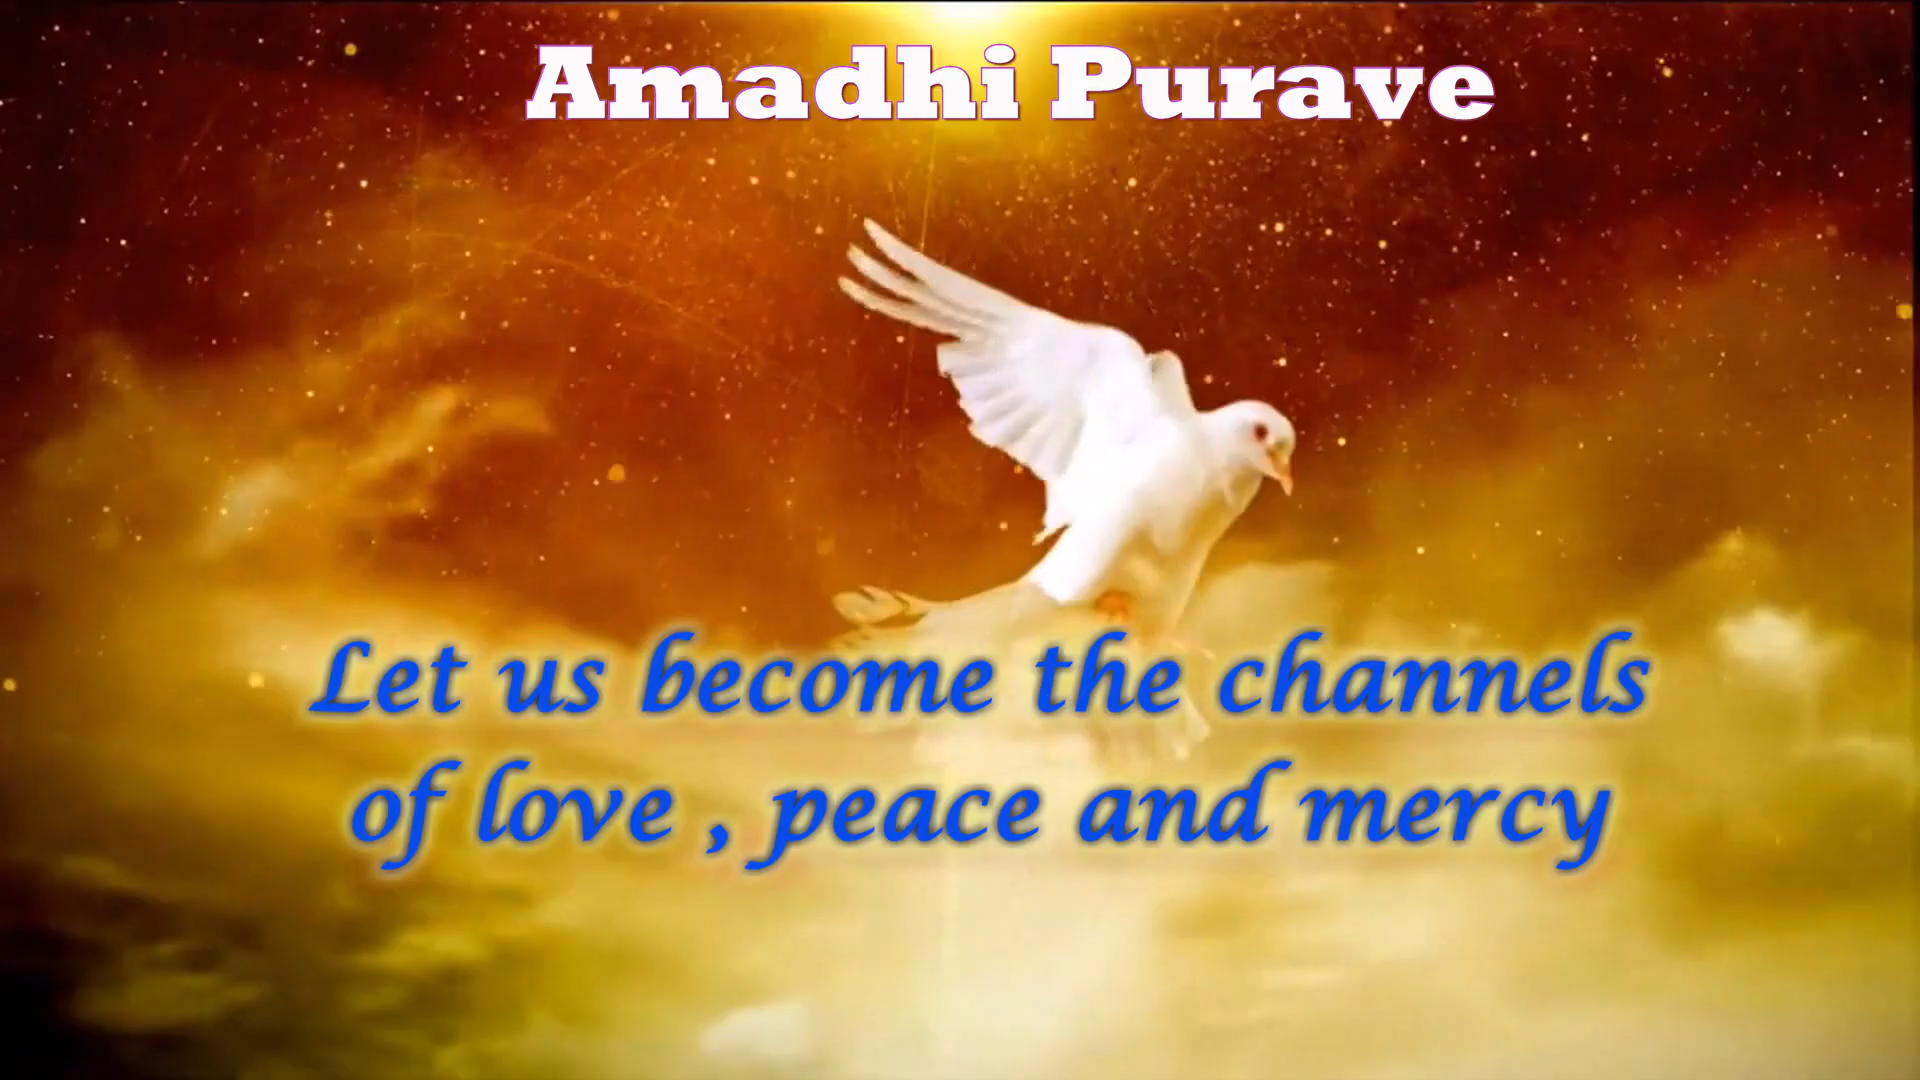 Amadhi Purave
Let us become the channels
of love , peace and mercy